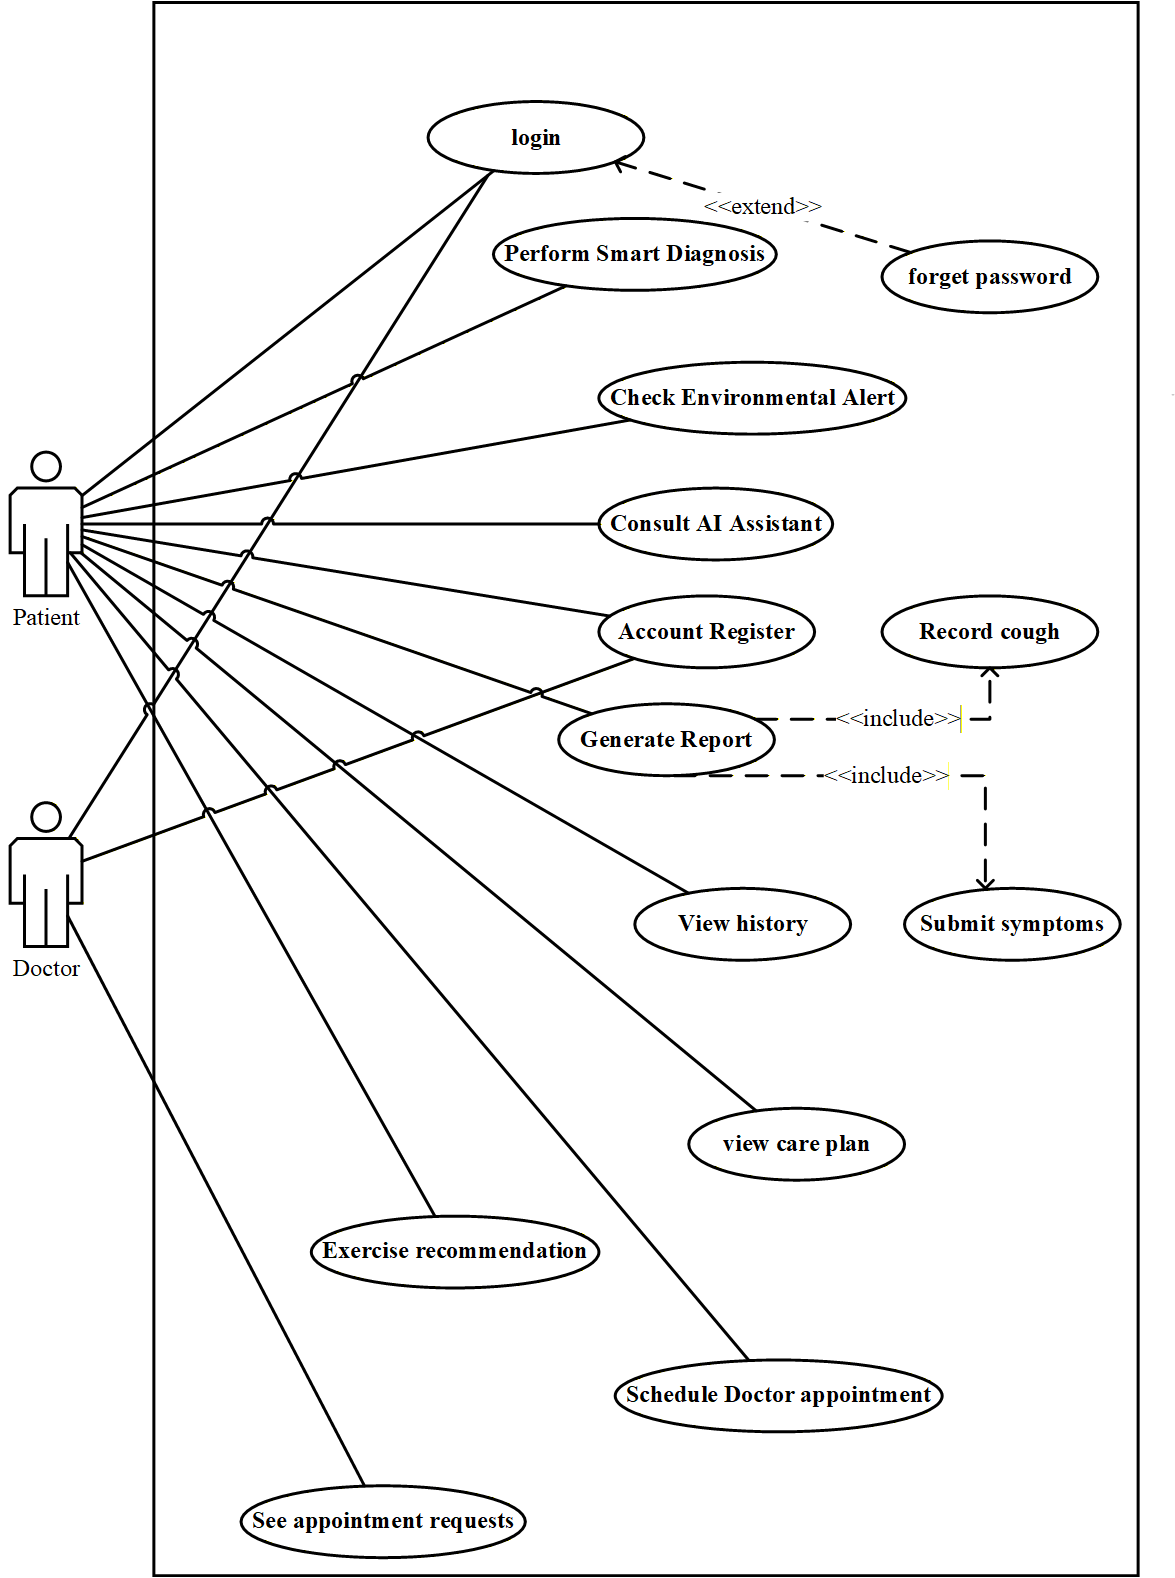 login
<<extend>>
Perform Smart Diagnosis
forget password
Check Environmental Alert
Consult AI Assistant
Patient
Account Register
Record cough
<<include>>
Generate Report
<<include>>
View history
Submit symptoms
Doctor
view care plan
Exercise recommendation
Schedule Doctor appointment
See appointment requests